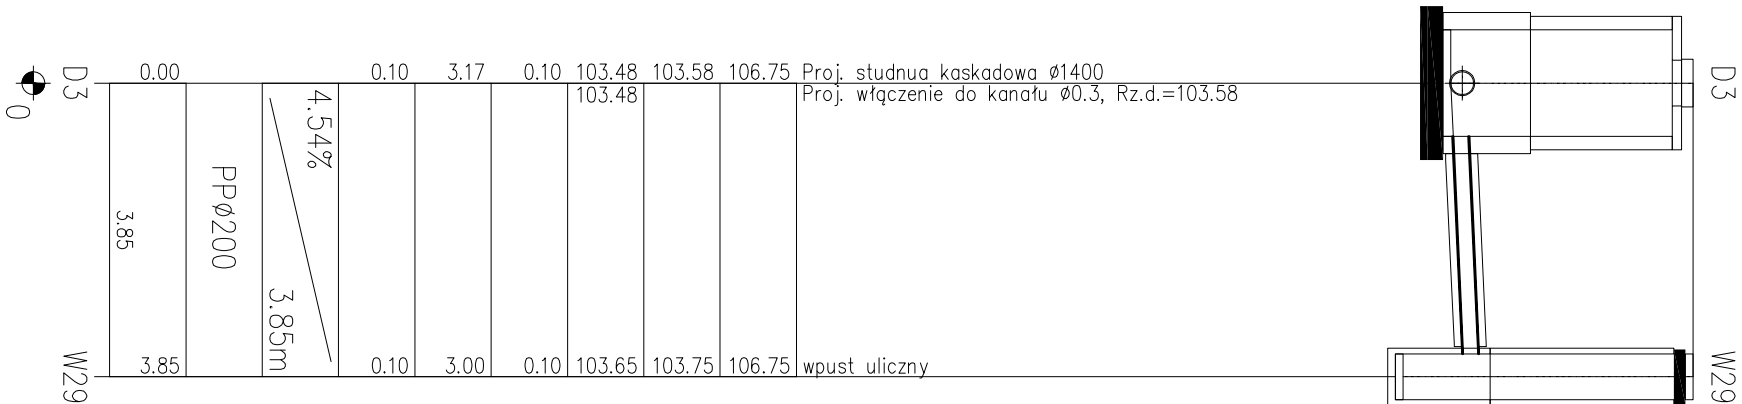 D3
0.00 0.10 3.17 0.10 103.48 103.58 106.75 Proj. studnua kaskadowa ø1400
103.48 Proj. włączenie do kanału ø0.3, Rz.d.=103.58
D3
0
4.54%
PPø200
3.85
3.85m
W29
3.85 0.10 3.00 0.10 103.65 103.75 106.75 wpust uliczny
W29